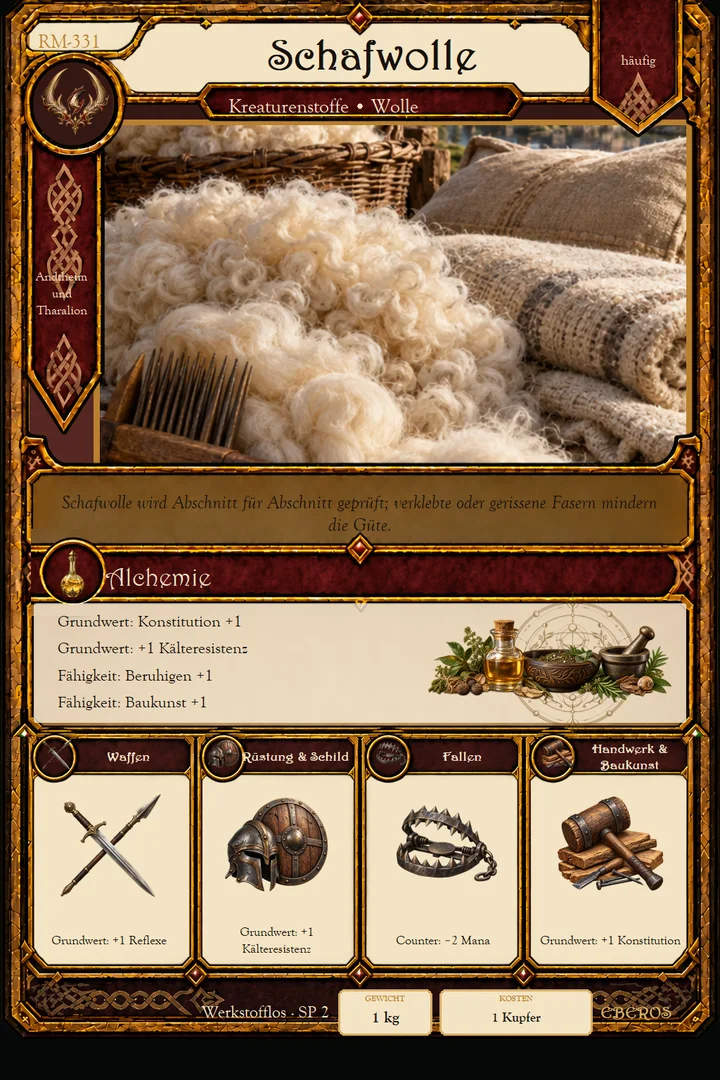 RM-331
Schafwolle
häufig
Kreaturenstoffe • Wolle
Andtheim
und
Tharalion
Schafwolle wird Abschnitt für Abschnitt geprüft; verklebte oder gerissene Fasern mindern
die Güte.
Alchemie
Grundwert: Konstitution +1
Grundwert: +1 Kälteresistenz
Fähigkeit: Beruhigen +1
Fähigkeit: Baukunst +1
Waffen
Rüstung & Schild
Fallen
Handwerk &
Baukunst
Grundwert: +1 Reflexe
Grundwert: +1
Kälteresistenz
Counter: −2 Mana
Grundwert: +1 Konstitution
Werkstofflos · SP 2
GEWICHT
1 kg
KOSTEN
1 Kupfer
EBEROS